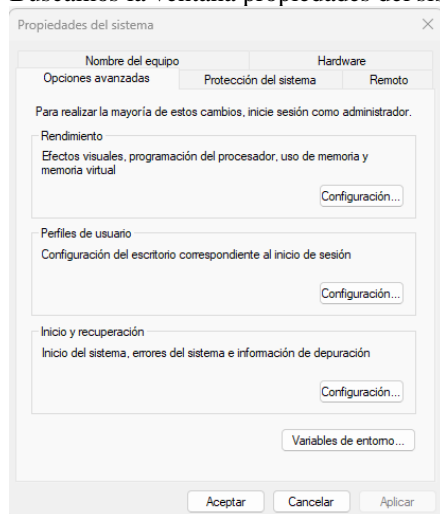 Propiedades del sistema
Nombre del equipo Hardware
Opciones avanzadas Protección del sistema Remoto
Para realizar la mayoría de estos cambios, inicie sesión como administrador.
Rendimiento
Efectos visuales, programación del procesador, uso de memoria y
memoria virtual
Configuración...
Perfiles de usuario
Configuración del escritorio correspondiente al inicio de sesión
Configuración...
Inicio y recuperación
Inicio del sistema, errores del sistema e información de depuración
Configuración...
Variables de entorno...
Aceptar Cancelar Aplicar